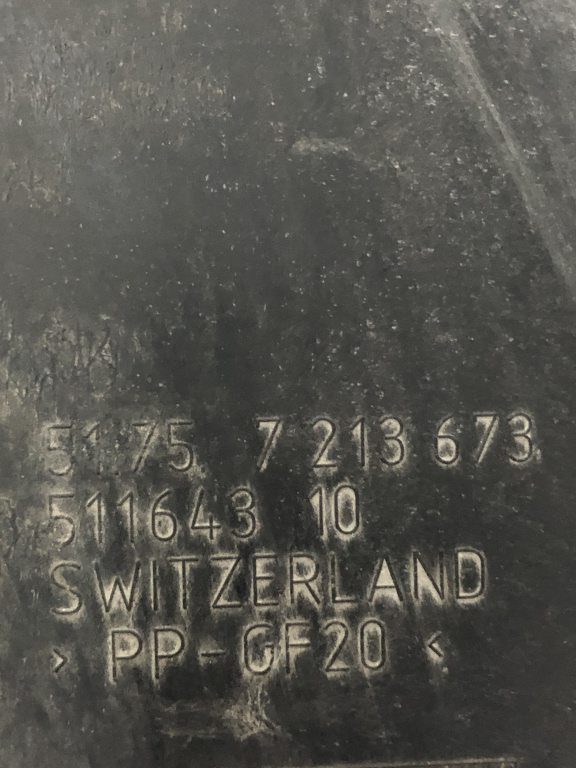 51.75 7 213 673
511643 10
SWITZERLAND
> PP-GF20 <